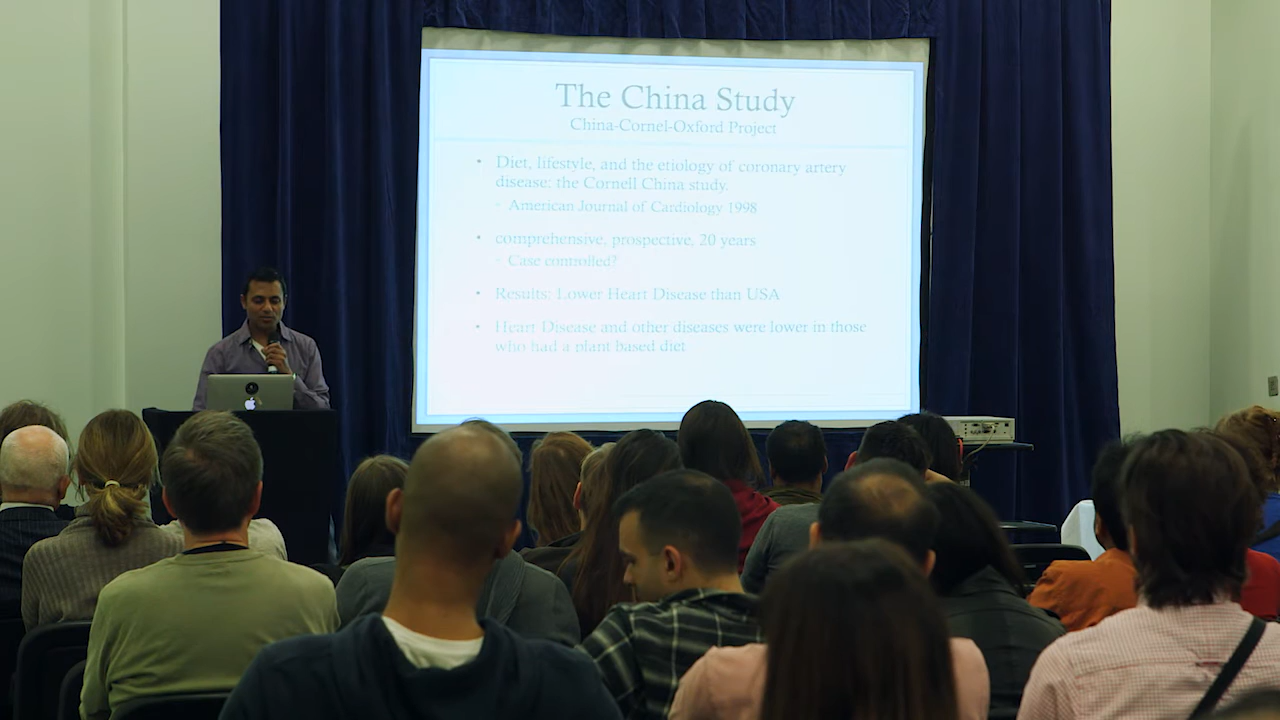 The China Study
China-Cornel-Oxford Project
• Diet, lifestyle, and the etiology of coronary artery
disease: the Cornell China study.
- American Journal of Cardiology 1998
• comprehensive, prospective, 20 years
- Case controlled?
• Results: Lower Heart Disease than USA
• Heart Disease and other diseases were lower in those
who had a plant based diet